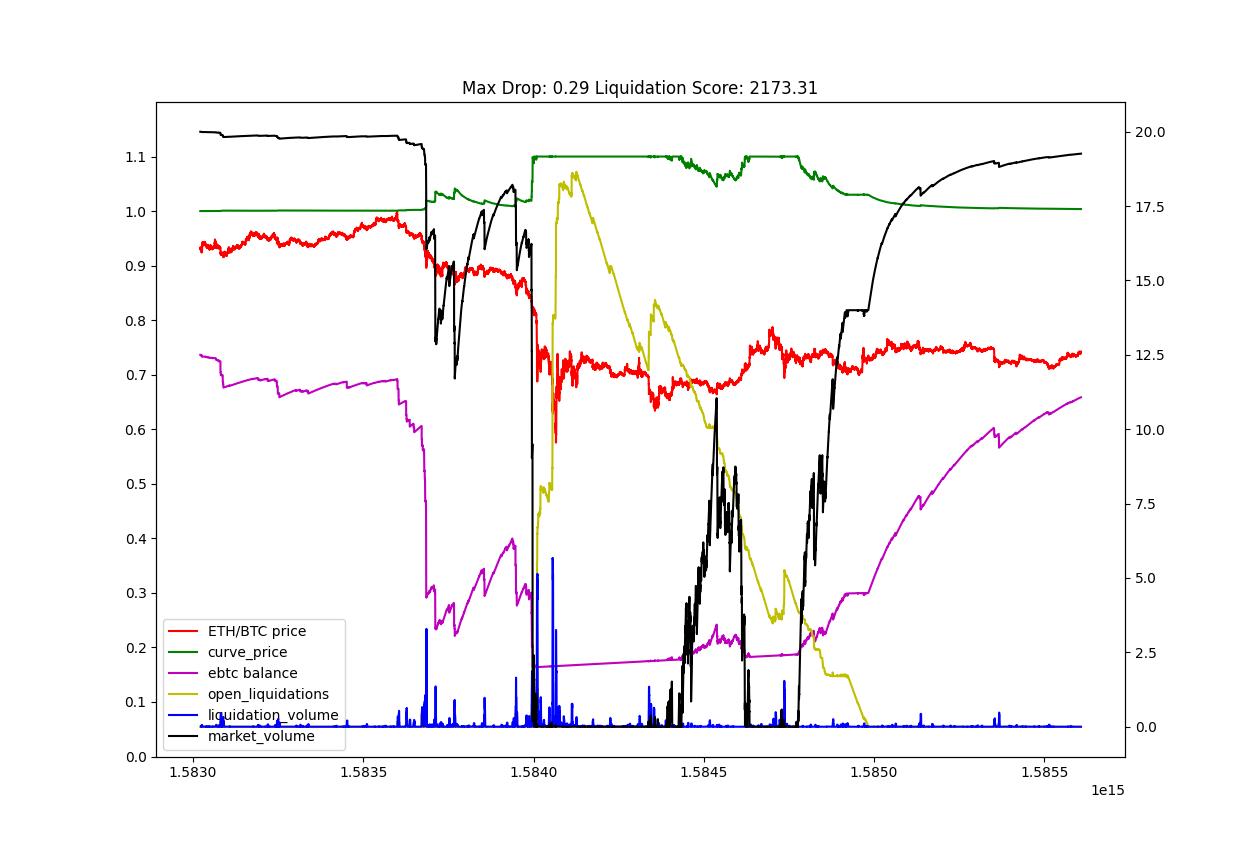 Max Drop: 0.29 Liquidation Score: 2173.31
1.1
1.0
0.9
0.8
0.7
0.6
0.5
0.4
0.3
0.2
0.1
0.0
20.0
17.5
15.0
12.5
10.0
7.5
5.0
2.5
0.0
ETH/BTC price
curve_price
ebtc balance
open_liquidations
liquidation_volume
market_volume
1.5830 1.5835 1.5840 1.5845 1.5850 1.5855
1e15